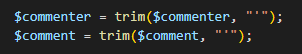 $commenter = trim($commenter, "'");
$comment = trim($comment, "'");